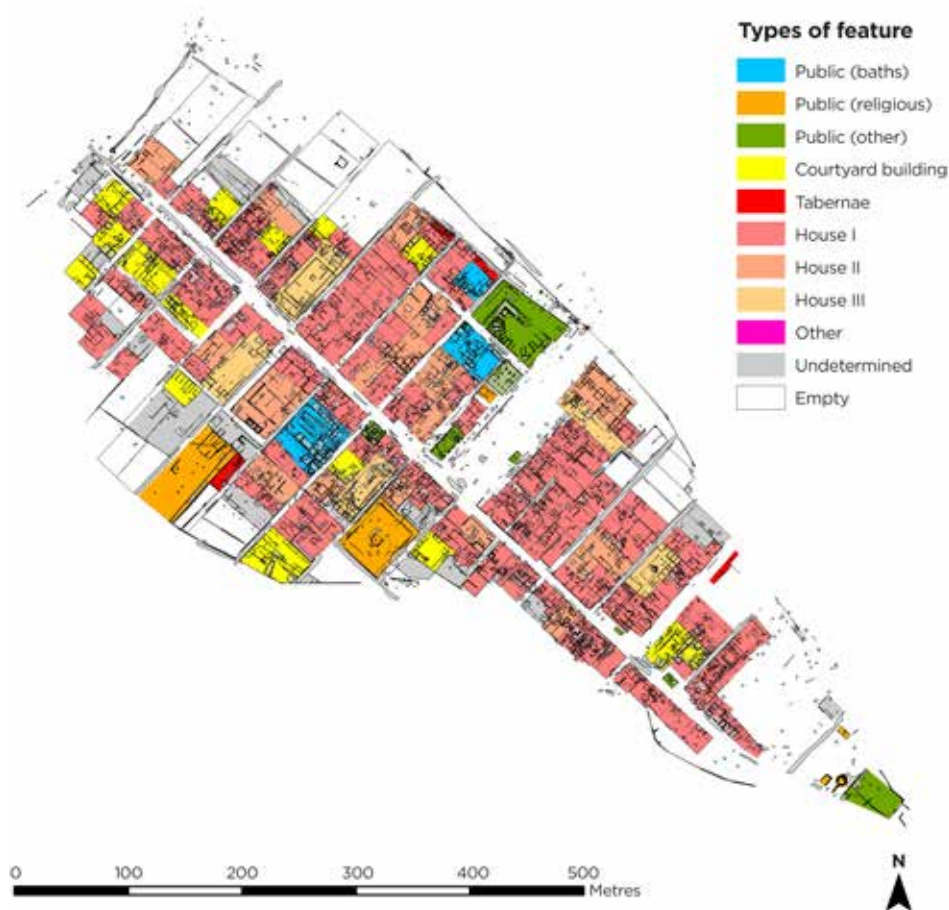 Types of feature
Public (baths)
Public (religious)
Public (other)
Courtyard building
Tabernae
House I
House II
House III
Other
Undetermined
Empty
0 100 200 300 400 500
Metres
N